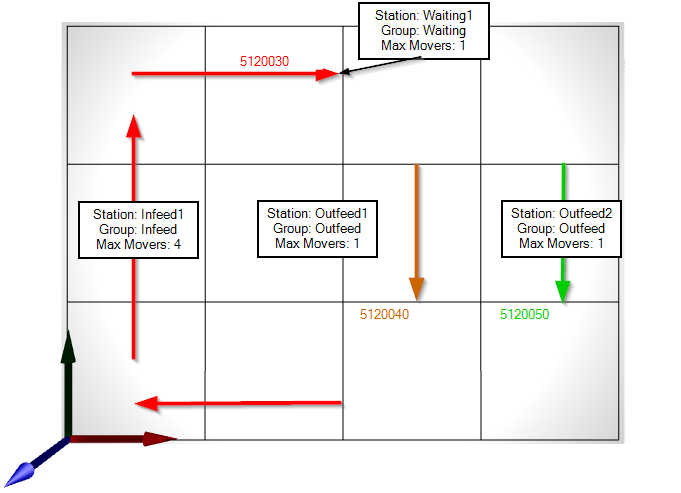 Station: Waiting1
Group: Waiting
Max Movers: 1
5120030
Station: Infeed1
Group: Infeed
Max Movers: 4
Station: Outfeed1
Group: Outfeed
Max Movers: 1
Station: Outfeed2
Group: Outfeed
Max Movers: 1
5120040
5120050